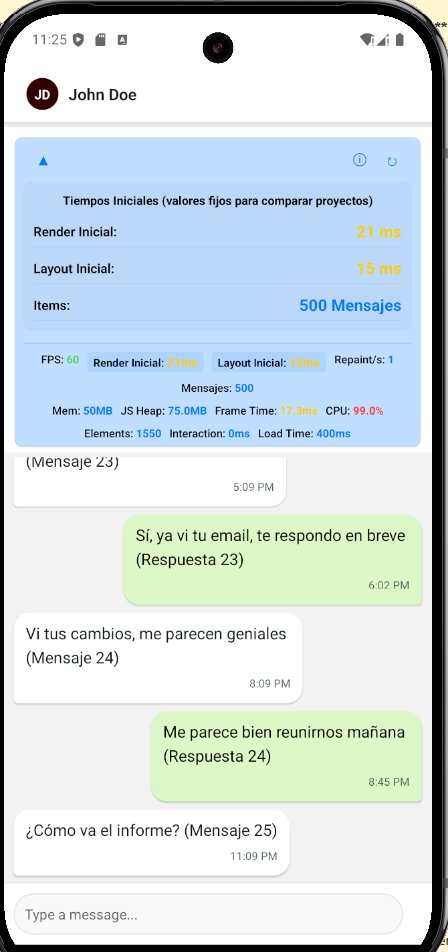 11:25
JD John Doe
▲ ⓘ ↻
Tiempos Iniciales (valores fijos para comparar proyectos)
Render Inicial: 21 ms
Layout Inicial: 15 ms
Items: 500 Mensajes
FPS: 60 Render Inicial: 21ms Layout Inicial: 15ms Repaint/s: 1
Mensajes: 500
Mem: 50MB JS Heap: 75.0MB Frame Time: 17.3ms CPU: 99.0%
Elements: 1550 Interaction: 0ms Load Time: 400ms
(Mensaje 23)
5:09 PM
Sí, ya vi tu email, te respondo en breve
(Respuesta 23)
6:02 PM
Vi tus cambios, me parecen geniales
(Mensaje 24)
8:09 PM
Me parece bien reunirnos mañana
(Respuesta 24)
8:45 PM
¿Cómo va el informe? (Mensaje 25)
11:09 PM
Type a message...